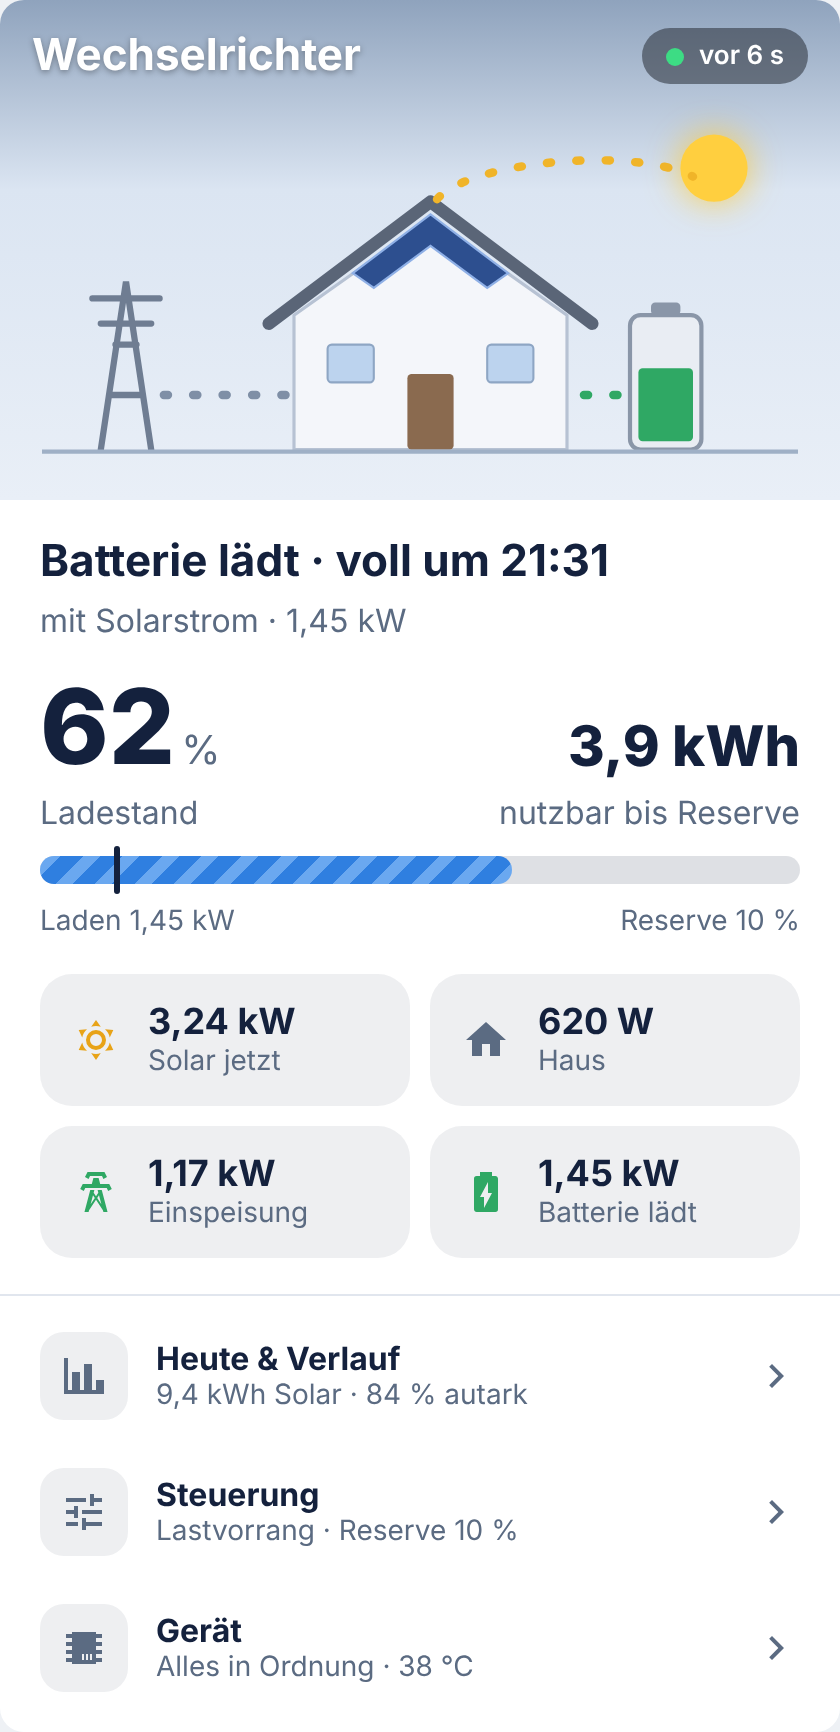 Wechselrichter
vor 6 s
Batterie lädt · voll um 21:31
mit Solarstrom · 1,45 kW
62 %
3,9 kWh
Ladestand
nutzbar bis Reserve
Laden 1,45 kW
Reserve 10 %
3,24 kW
Solar jetzt
620 W
Haus
1,17 kW
Einspeisung
1,45 kW
Batterie lädt
Heute & Verlauf
9,4 kWh Solar · 84 % autark
Steuerung
Lastvorrang · Reserve 10 %
Gerät
Alles in Ordnung · 38 °C